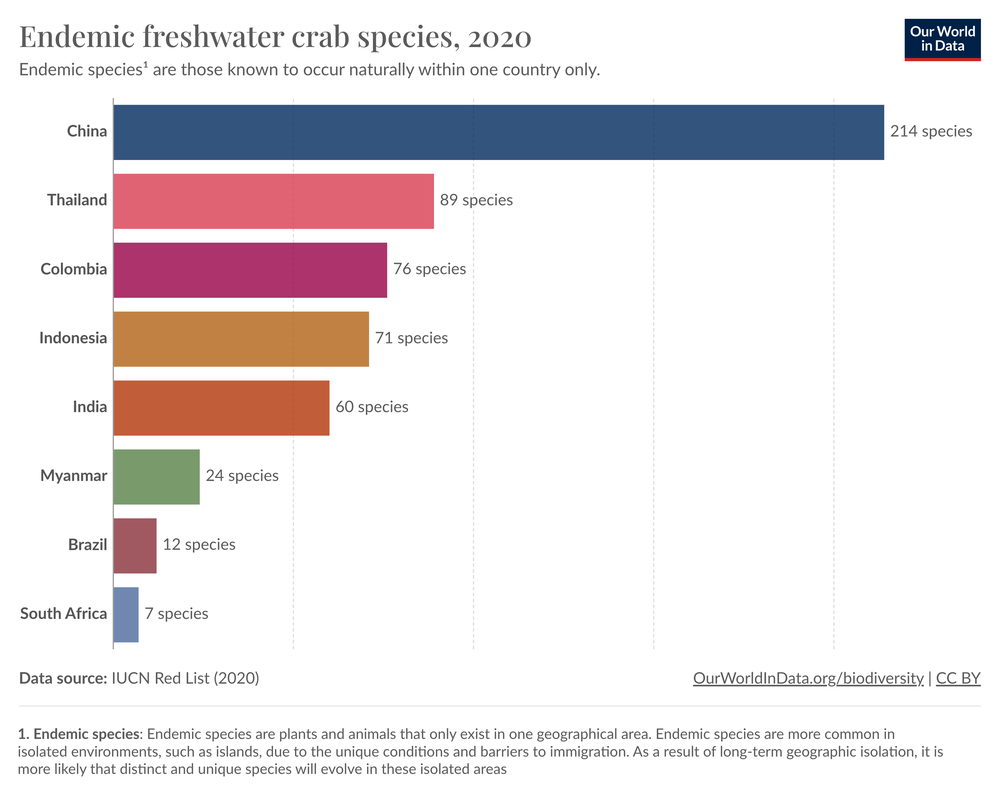 Endemic freshwater crab species, 2020
Our World
in Data
Endemic species¹ are those known to occur naturally within one country only.
China
214 species
Thailand
89 species
Colombia
76 species
Indonesia
71 species
India
60 species
Myanmar
24 species
Brazil
12 species
South Africa
7 species
Data source: IUCN Red List (2020)
OurWorldInData.org/biodiversity | CC BY
1. Endemic species: Endemic species are plants and animals that only exist in one geographical area. Endemic species are more common in
isolated environments, such as islands, due to the unique conditions and barriers to immigration. As a result of long-term geographic isolation, it is
more likely that distinct and unique species will evolve in these isolated areas